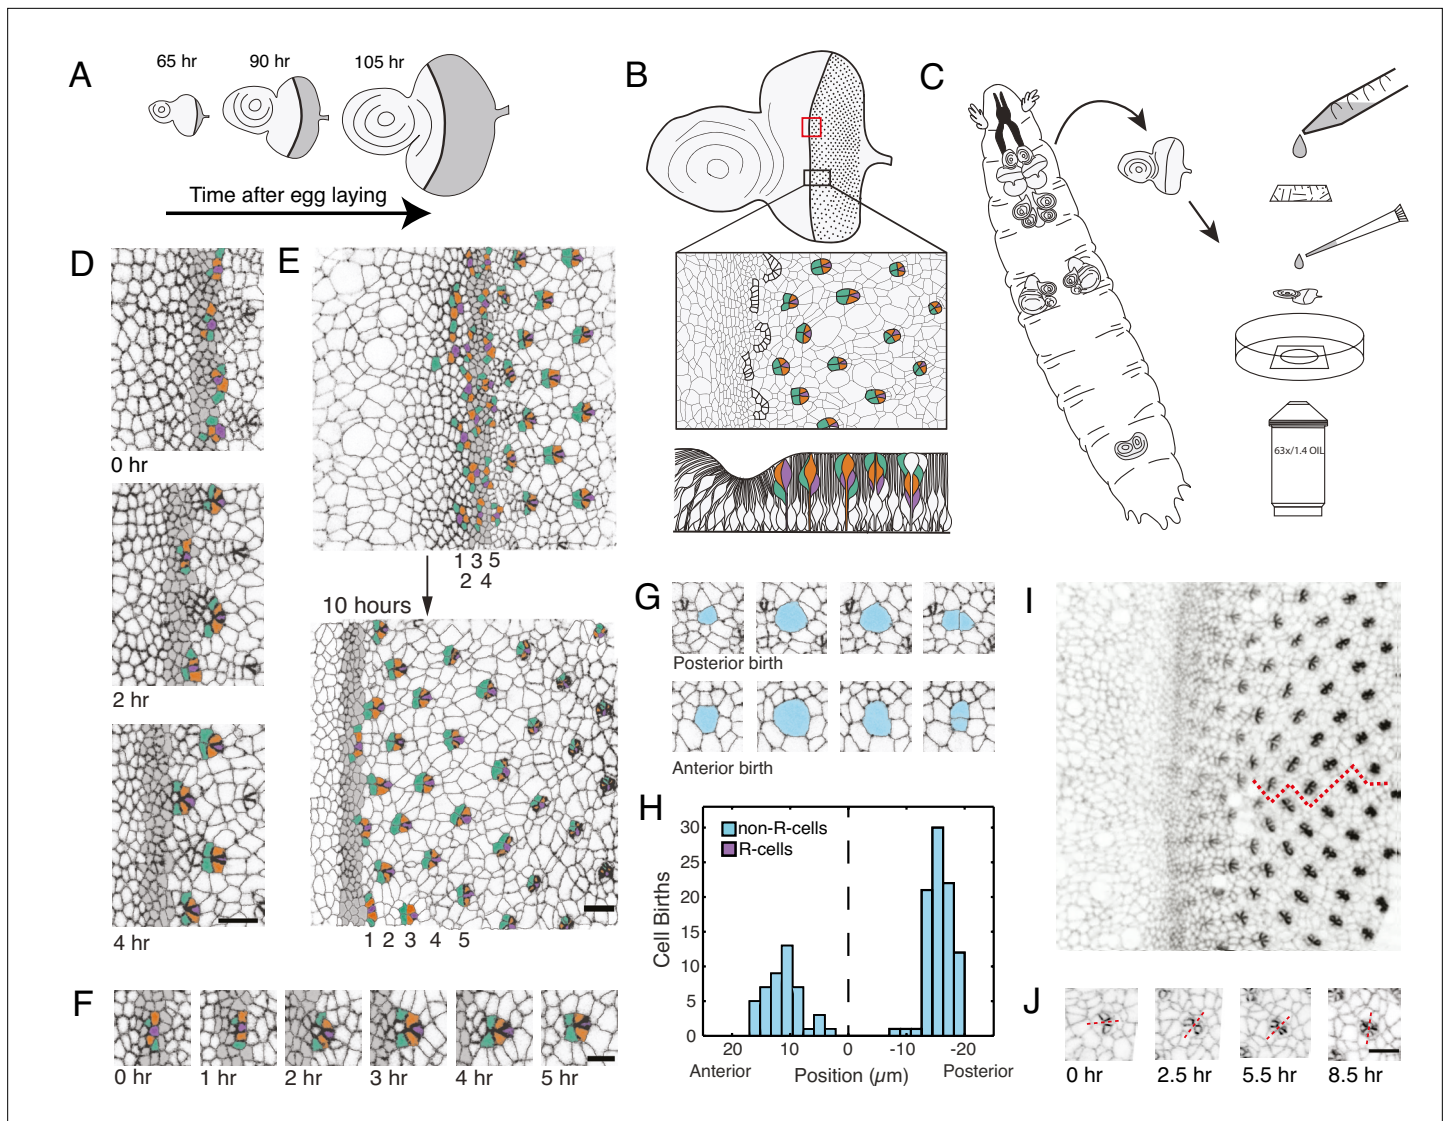 A
65 hr
90 hr
105 hr
Time after egg laying
B
C
63x/1.4 OIL
D
0 hr
2 hr
4 hr
E
1 3 5
2 4
10 hours
1 2 3 4 5
F
0 hr
1 hr
2 hr
3 hr
4 hr
5 hr
G
Posterior birth
Anterior birth
H
non-R-cells
R-cells
Cell Births
30
25
20
15
10
5
0
20
10
0
-10
-20
Anterior
Position (µm)
Posterior
I
J
0 hr
2.5 hr
5.5 hr
8.5 hr